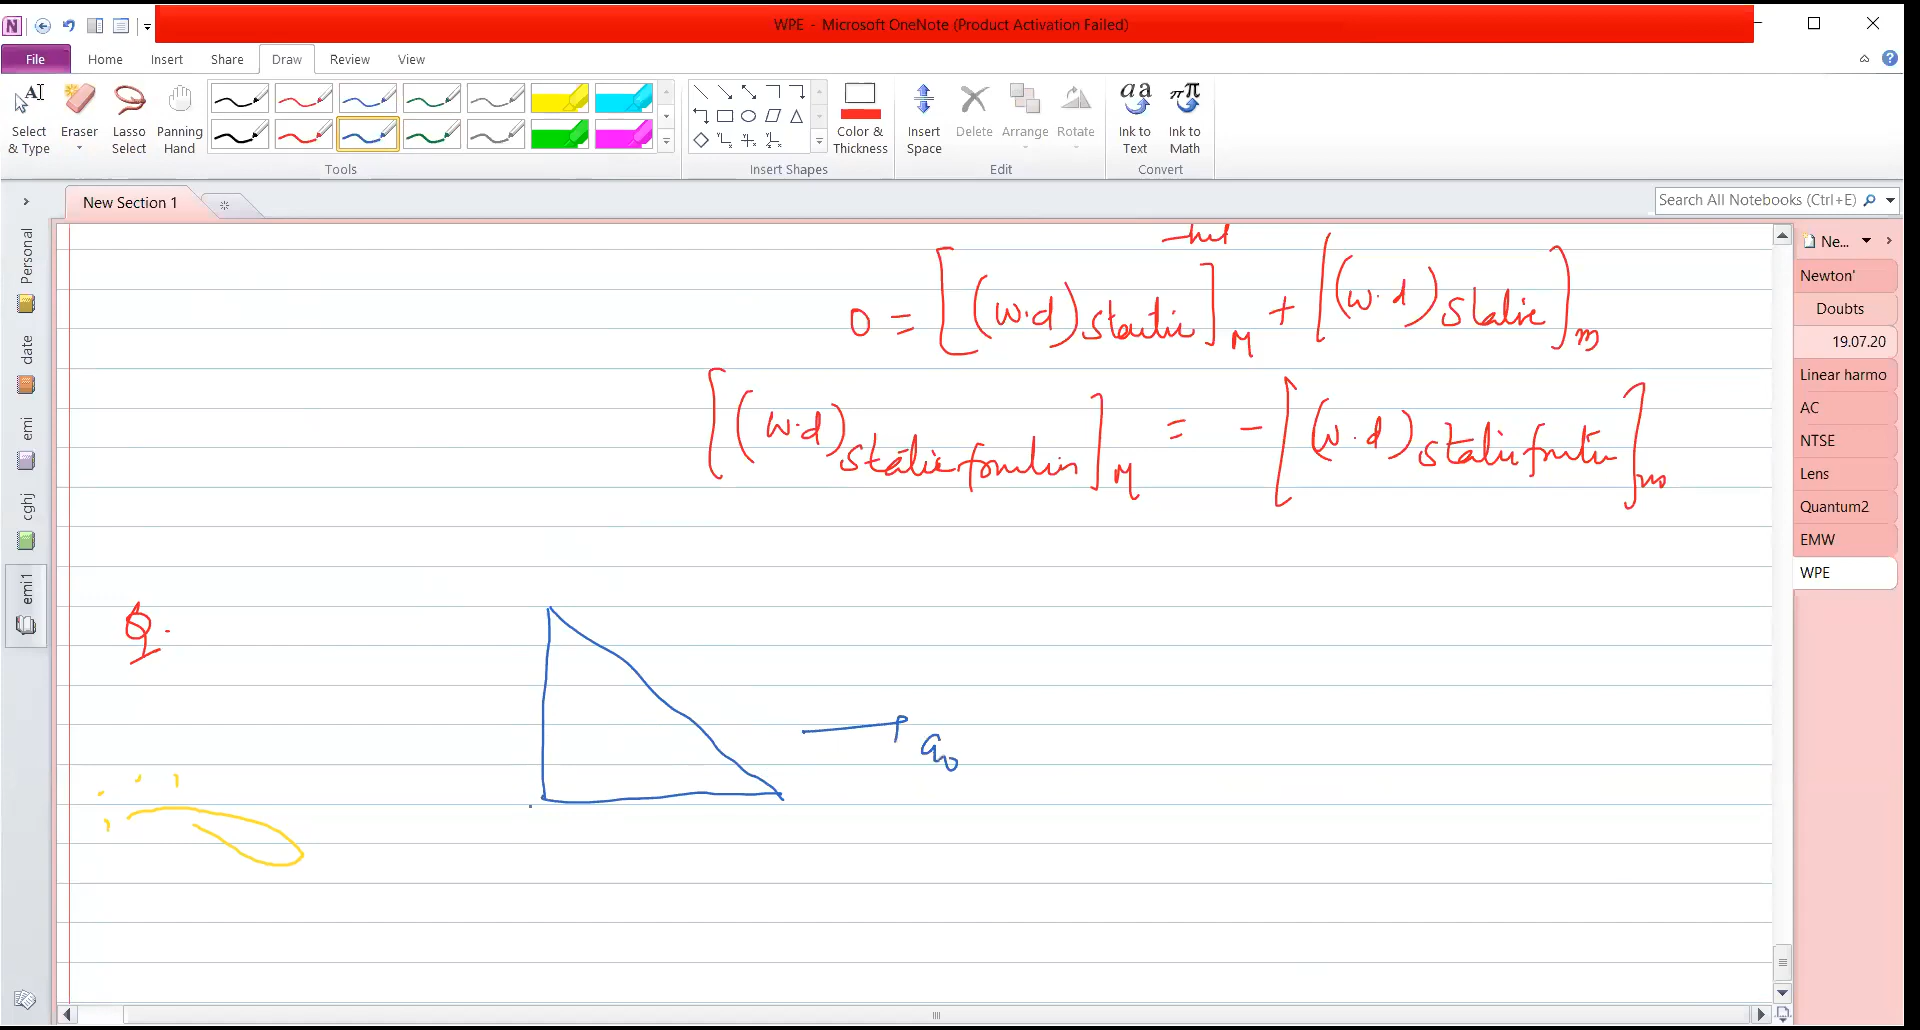 WPE - Microsoft OneNote (Product Activation Failed)
File Home Insert Share Draw Review View
Select & Type
Eraser
Lasso Select
Panning Hand
Color & Thickness
Insert Space
Delete
Arrange
Rotate
Ink to Text
Ink to Math
Tools
Insert Shapes
Edit
Convert
New Section 1
Search All Notebooks (Ctrl+E)
Personal
date
emi
cghj
emi1
Ne...
Newton'
Doubts
19.07.20
Linear harmo
AC
NTSE
Lens
Quantum2
EMW
WPE
0 = [(w.d) static]M + [(w.d) static]m
[(w.d) static friction]M = - [(w.d) static friction]m
Q.
a0